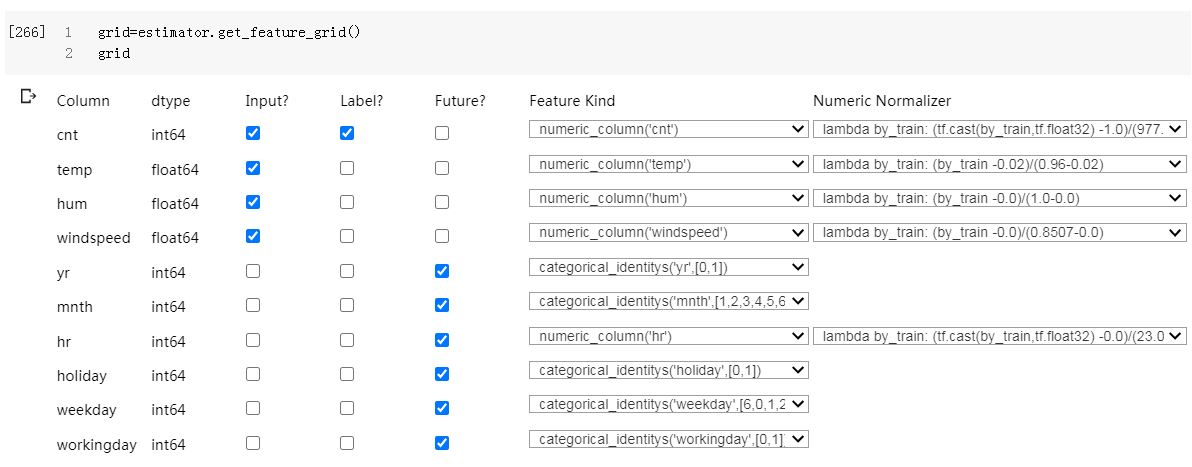 [266] 1 grid=estimator.get_feature_grid()
2 grid
Column dtype Input? Label? Future? Feature Kind Numeric Normalizer
cnt int64 numeric_column('cnt') lambda by_train: (tf.cast(by_train,tf.float32) -1.0)/(977.
temp float64 numeric_column('temp') lambda by_train: (by_train -0.02)/(0.96-0.02)
hum float64 numeric_column('hum') lambda by_train: (by_train -0.0)/(1.0-0.0)
windspeed float64 numeric_column('windspeed') lambda by_train: (by_train -0.0)/(0.8507-0.0)
yr int64 categorical_identitys('yr',[0,1])
mnth int64 categorical_identitys('mnth',[1,2,3,4,5,6
hr int64 numeric_column('hr') lambda by_train: (tf.cast(by_train,tf.float32) -0.0)/(23.0
holiday int64 categorical_identitys('holiday',[0,1])
weekday int64 categorical_identitys('weekday',[6,0,1,2
workingday int64 categorical_identitys('workingday',[0,1]